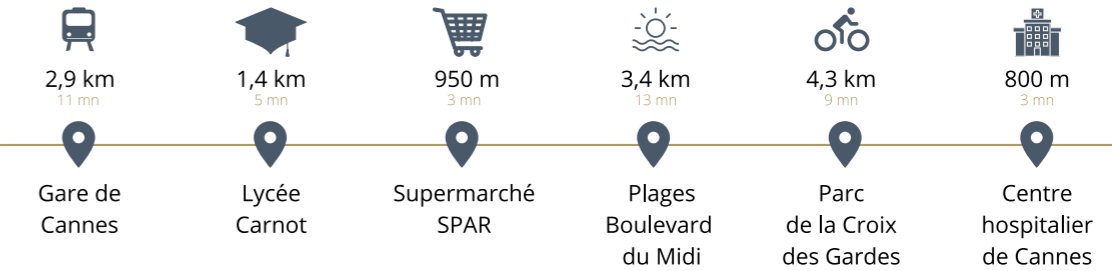 2,9 km
11 mn
Gare de
Cannes
1,4 km
5 mn
Lycée
Carnot
950 m
3 mn
Supermarché
SPAR
3,4 km
13 mn
Plages
Boulevard
du Midi
4,3 km
9 mn
Parc
de la Croix
des Gardes
800 m
3 mn
Centre
hospitalier
de Cannes